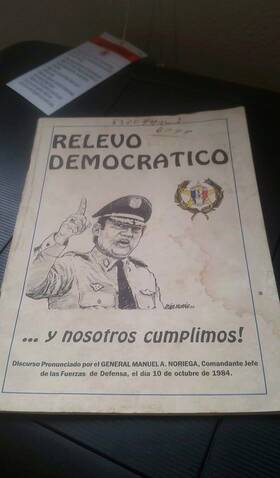 RELEVO
DEMOCRATICO
... y nosotros cumplimos!
Discurso Pronunciado por el GENERAL MANUEL A. NORIEGA, Comandante Jefe
de las Fuerzas de Defensa, el día 10 de octubre de 1984.